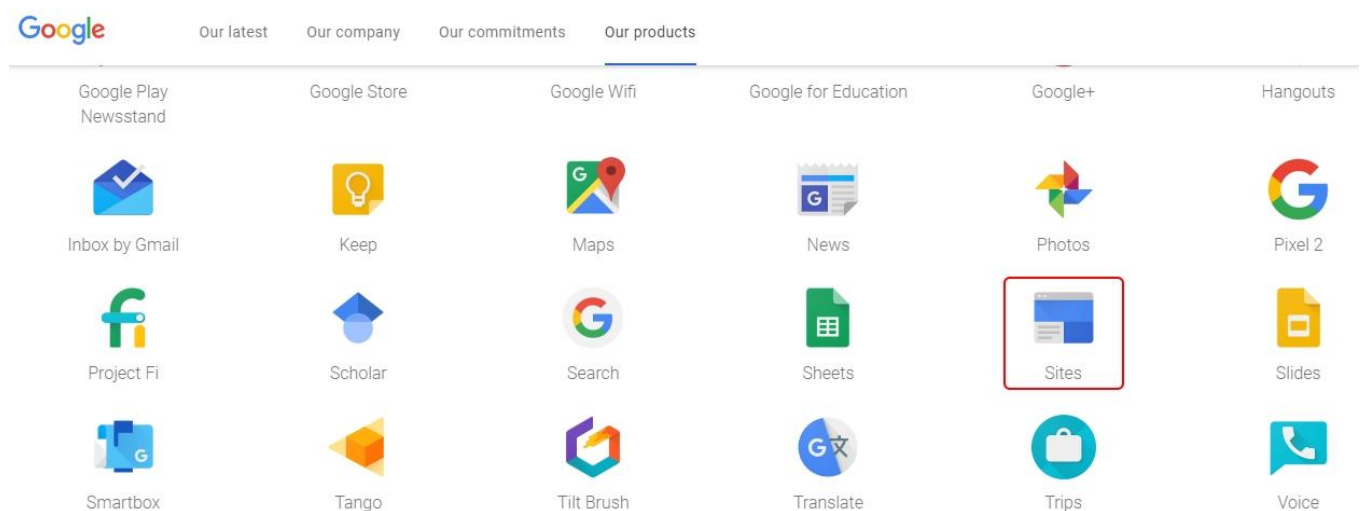 Google Our latest Our company Our commitments Our products
Google Play Google Store Google Wifi Google for Education Google+ Hangouts
Newsstand
G
G
Inbox by Gmail Keep Maps News Photos Pixel 2
Project Fi Scholar Search Sheets Sites Slides
G G文
Smartbox Tango Tilt Brush Translate Trips Voice